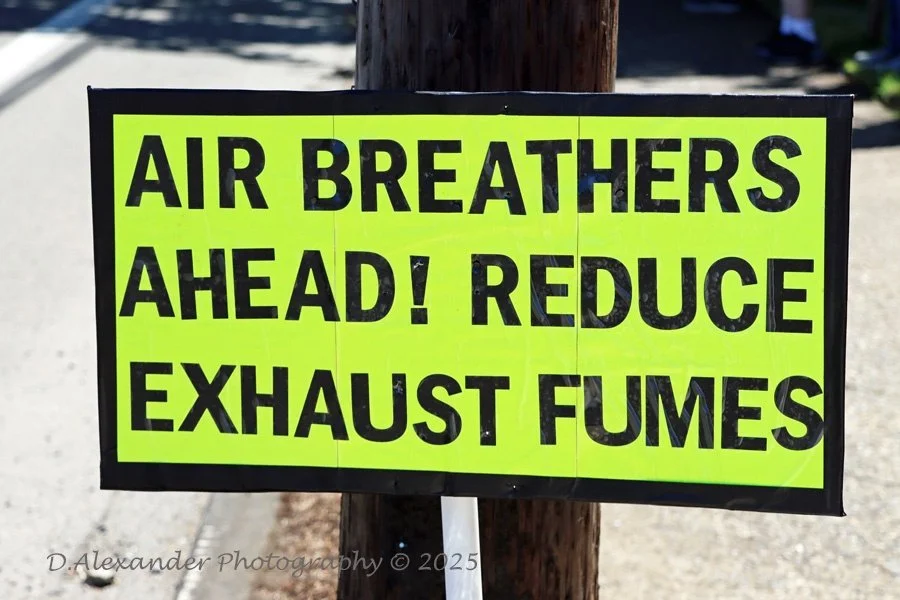 AIR BREATHERS
AHEAD! REDUCE
EXHAUST FUMES
D.Alexander Photography © 2025